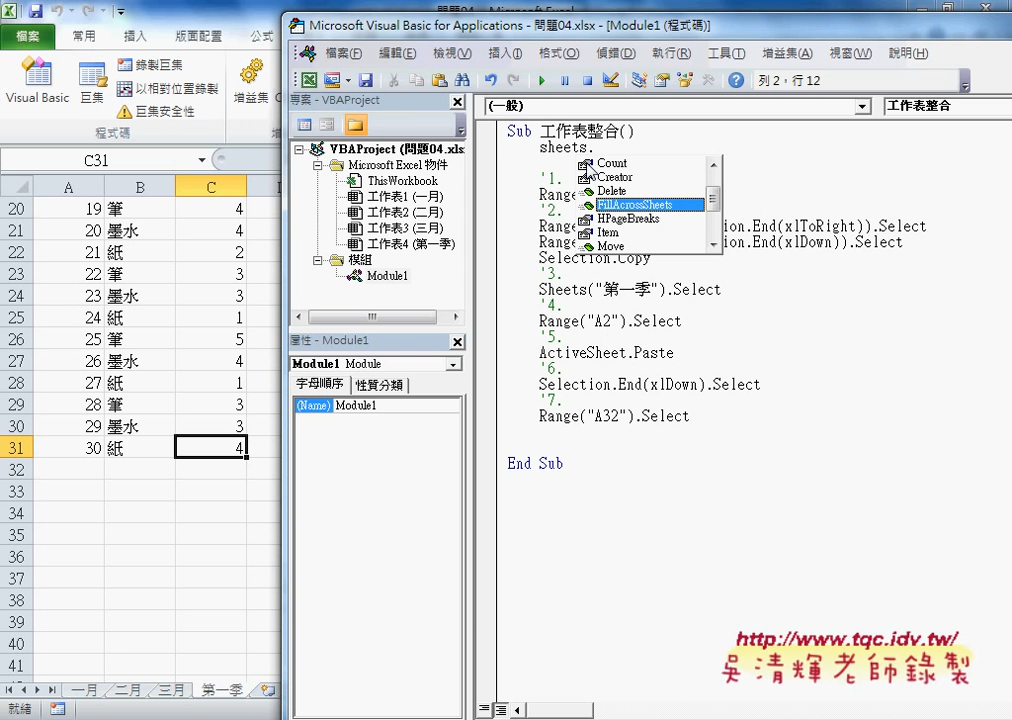 問題04 - Microsoft Excel
檔案 常用 插入 版面配置 公式
Visual Basic 巨集 錄製巨集 以相對位置錄製 巨集安全性 增益集
程式碼
C31
A B C
20 19 筆 4
21 20 墨水 4
22 21 紙 2
23 22 筆 3
24 23 墨水 3
25 24 紙 1
26 25 筆 5
27 26 墨水 4
28 27 紙 1
29 28 筆 3
30 29 墨水 3
31 30 紙 4
32
33
34
35
36
37
38
39
40
41
一月 二月 三月 第一季
就緒
Microsoft Visual Basic for Applications - 問題04.xlsx - [Module1 (程式碼)]
檔案(F) 編輯(E) 檢視(V) 插入(I) 格式(O) 偵錯(D) 執行(R) 工具(T) 增益集(A) 視窗(W) 說明(H)
列 2，行 12
專案 - VBAProject
VBAProject (問題04.xls
Microsoft Excel 物件
ThisWorkbook
工作表1 (一月)
工作表2 (二月)
工作表3 (三月)
工作表4 (第一季)
模組
Module1
屬性 - Module1
Module1 Module
字母順序 性質分類
(Name) Module1
(一般) 工作表整合
Sub 工作表整合()
sheets.
Count
Creator
Delete
FillAcrossSheets
HPageBreaks
Item
Move
'1.
Range
'2.
Range ion.End(xlToRight)).Select
Range ion.End(xlDown)).Select
Selection.Copy
'3.
Sheets("第一季").Select
'4.
Range("A2").Select
'5.
ActiveSheet.Paste
'6.
Selection.End(xlDown).Select
'7.
Range("A32").Select
End Sub
http://www.tqc.idv.tw/
吳清輝老師錄製